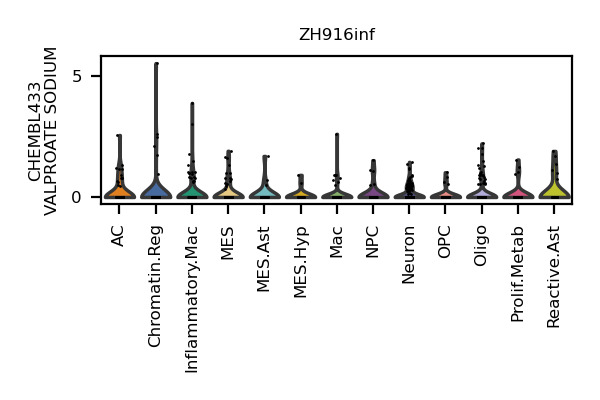 ZH916inf
CHEMBL433
VALPROATE SODIUM
5
0
AC
Chromatin.Reg
Inflammatory.Mac
MES
MES.Ast
MES.Hyp
Mac
NPC
Neuron
OPC
Oligo
Prolif.Metab
Reactive.Ast